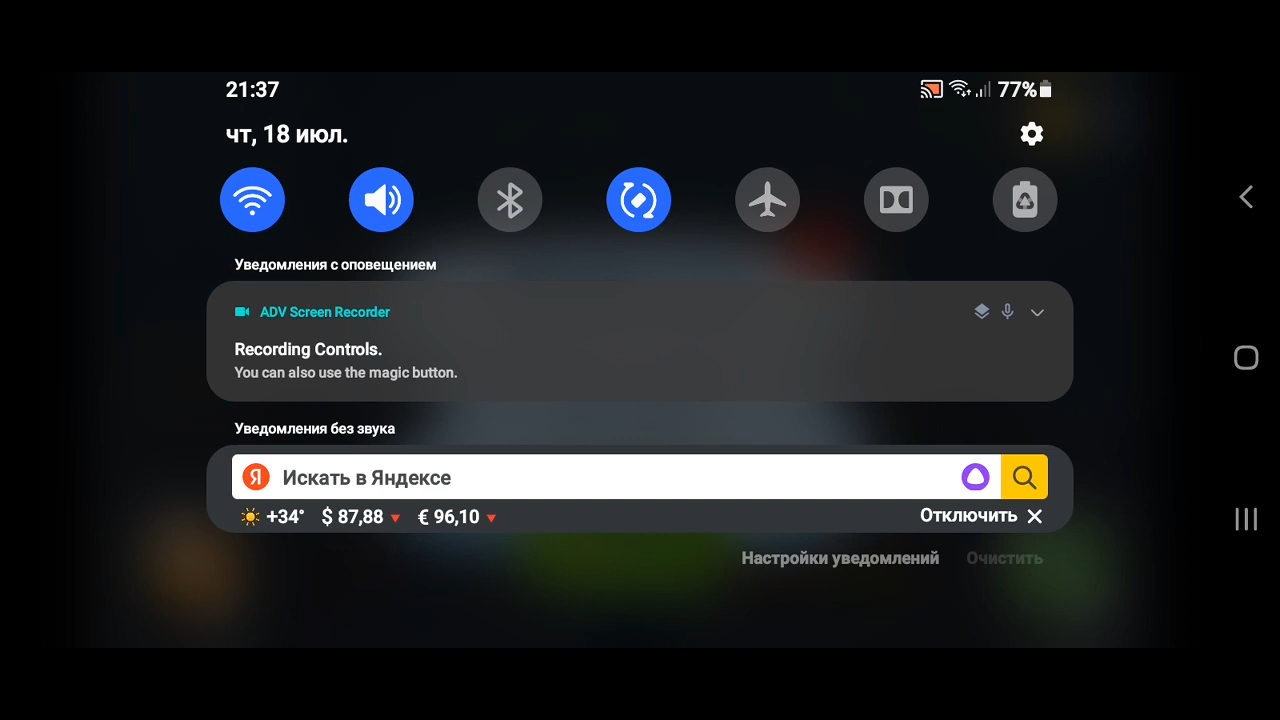 21:37 77%
чт, 18 июл.
Уведомления с оповещением
ADV Screen Recorder
Recording Controls.
You can also use the magic button.
Уведомления без звука
Я Искать в Яндексе
+34° $ 87,88 € 96,10 Отключить
Настройки уведомлений Очистить